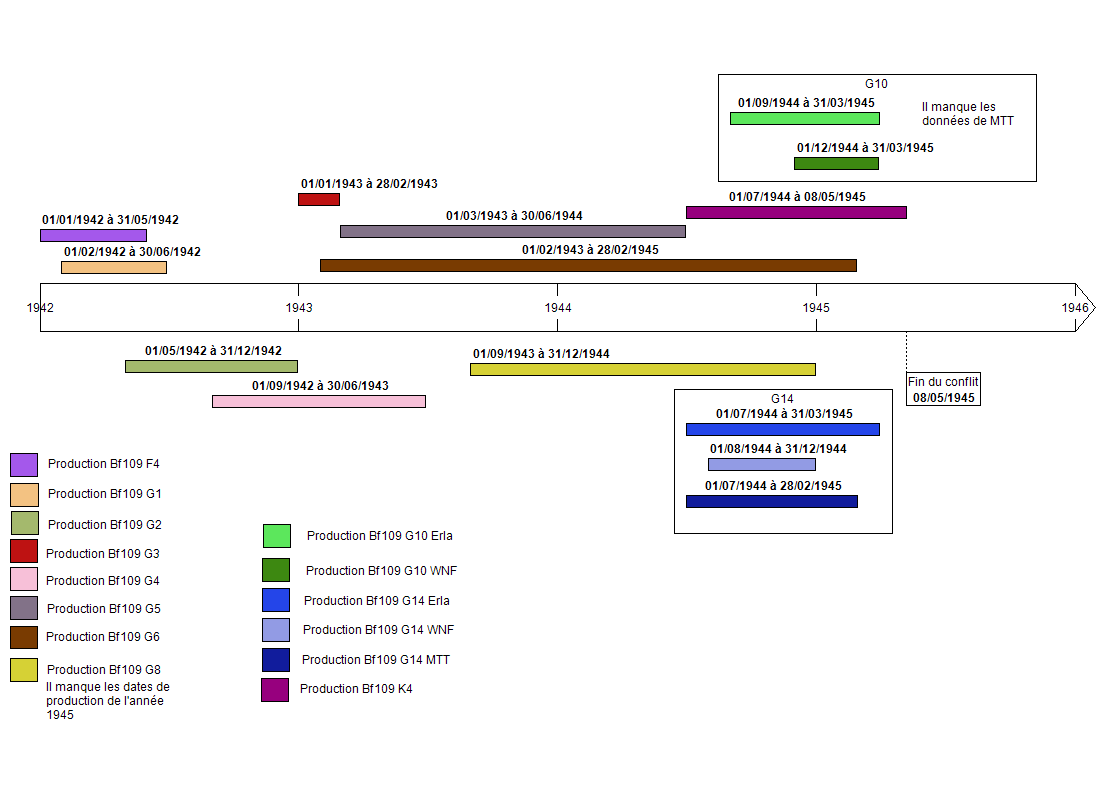 G10
01/09/1944 à 31/03/1945
Il manque les
données de MTT
01/12/1944 à 31/03/1945
01/01/1943 à 28/02/1943
01/07/1944 à 08/05/1945
01/03/1943 à 30/06/1944
01/01/1942 à 31/05/1942
01/02/1942 à 30/06/1942
01/02/1943 à 28/02/1945
1942
1943
1944
1945
1946
01/05/1942 à 31/12/1942
01/09/1943 à 31/12/1944
01/09/1942 à 30/06/1943
Fin du conflit
08/05/1945
G14
01/07/1944 à 31/03/1945
01/08/1944 à 31/12/1944
01/07/1944 à 28/02/1945
Production Bf109 F4
Production Bf109 G1
Production Bf109 G2
Production Bf109 G3
Production Bf109 G4
Production Bf109 G5
Production Bf109 G6
Production Bf109 G8
Il manque les dates de
production de l'année
1945
Production Bf109 G10 Erla
Production Bf109 G10 WNF
Production Bf109 G14 Erla
Production Bf109 G14 WNF
Production Bf109 G14 MTT
Production Bf109 K4